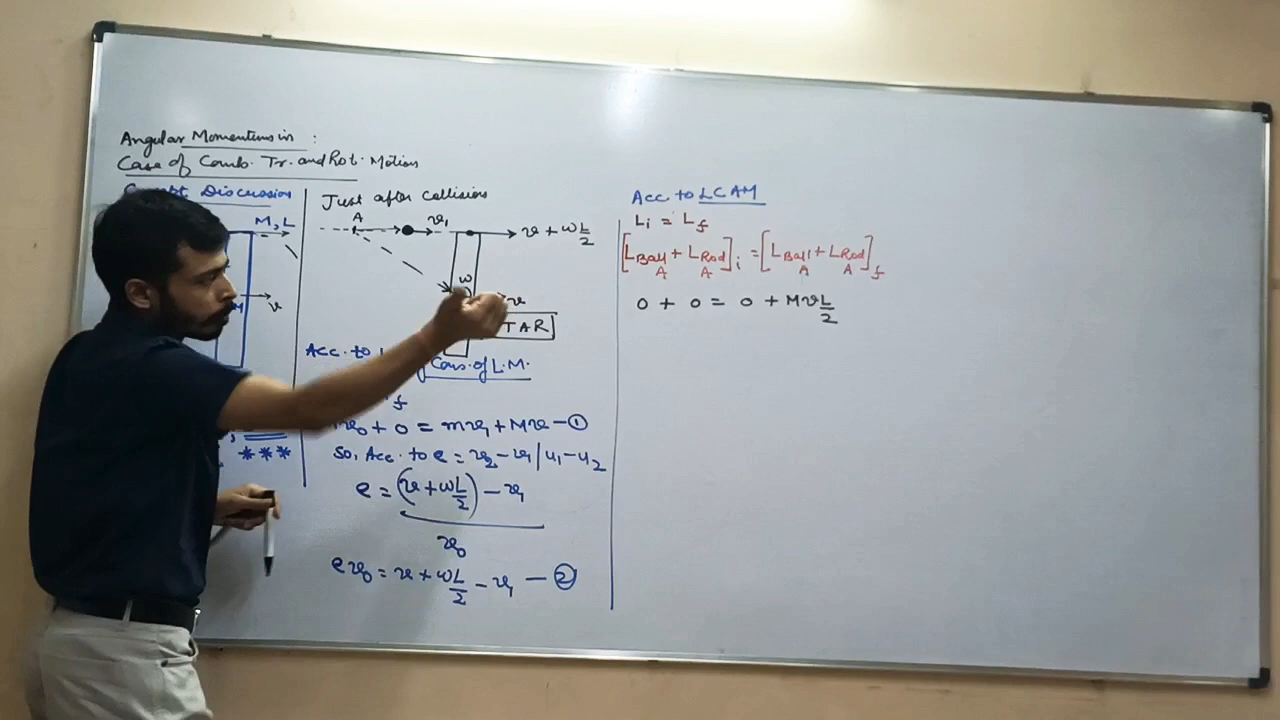 Angular Momentum in :
Case of Comb. Tr. and Rot. Motion
Discussion
M, L
v
M
***
Just after collision
A
v₁
v + ωL/2
ω
v
TAR
Acc. to
Cons. of L.M.
f
v₀ + 0 = mv₁ + Mv — ①
So, Acc. to e = v₂ - v₁ | u₁ - u₂
e = (v + ωL/2) - v₁
v₀
ev₀ = v + ωL/2 - v₁ — ②
Acc. to LCAM
Lᵢ = L_f
[L_Ball + L_Rod]ᵢ = [L_Ball + L_Rod]_f
A A A A
0 + 0 = 0 + MvL/2